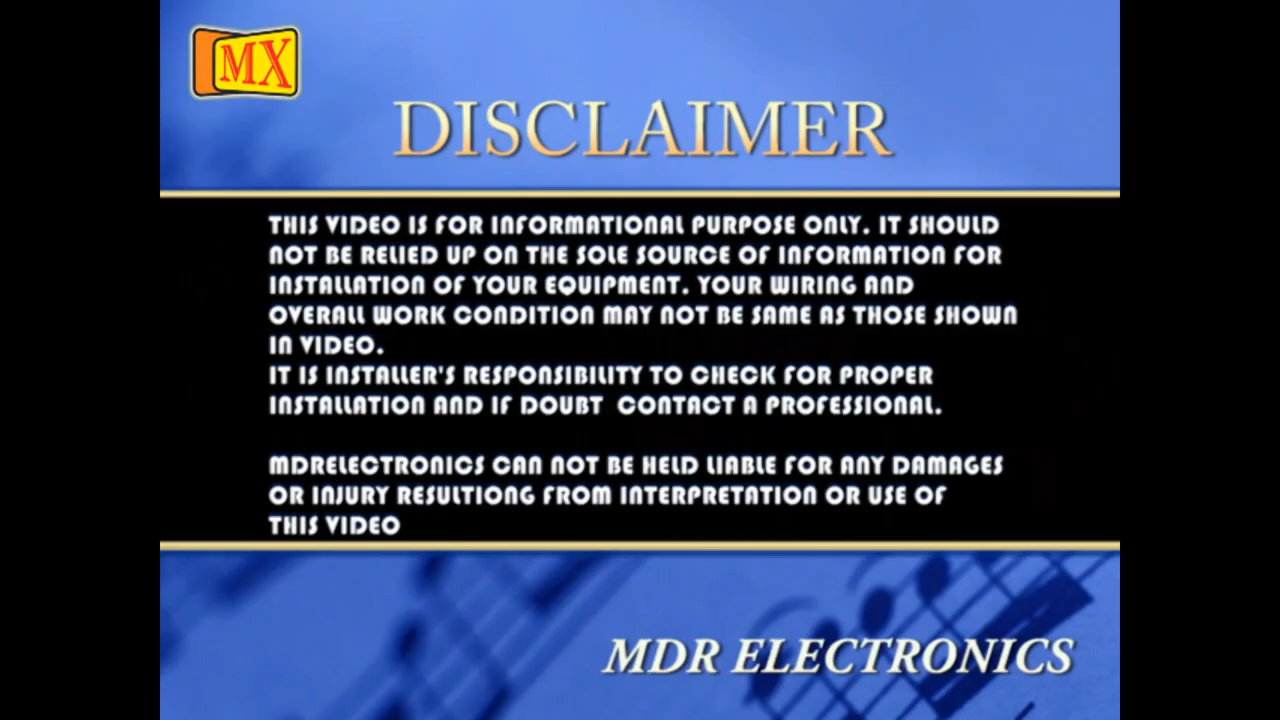 MX
DISCLAIMER
THIS VIDEO IS FOR INFORMATIONAL PURPOSE ONLY. IT SHOULD
NOT BE RELIED UP ON THE SOLE SOURCE OF INFORMATION FOR
INSTALLATION OF YOUR EQUIPMENT. YOUR WIRING AND
OVERALL WORK CONDITION MAY NOT BE SAME AS THOSE SHOWN
IN VIDEO.
IT IS INSTALLER'S RESPONSIBILITY TO CHECK FOR PROPER
INSTALLATION AND IF DOUBT  CONTACT A PROFESSIONAL.
MDRELECTRONICS CAN NOT BE HELD LIABLE FOR ANY DAMAGES
OR INJURY RESULTIONG FROM INTERPRETATION OR USE OF
THIS VIDEO
MDR ELECTRONICS